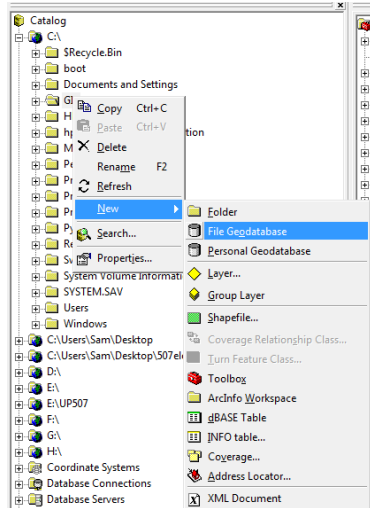 Catalog
C:\
$Recycle.Bin
boot
Documents and Settings
Copy Ctrl+C
Paste Ctrl+V
Delete
Rename F2
Refresh
New
Search...
Properties...
Folder
File Geodatabase
Personal Geodatabase
Layer...
Group Layer
Shapefile...
Coverage Relationship Class...
Turn Feature Class...
Toolbox
ArcInfo Workspace
dBASE Table
INFO table...
Coverage...
Address Locator...
XML Document
System Volume Informati
SYSTEM.SAV
Users
Windows
C:\Users\Sam\Desktop
C:\Users\Sam\Desktop\507el
D:\
E:\
E:\UP507
F:\
G:\
H:\
Coordinate Systems
Database Connections
Database Servers